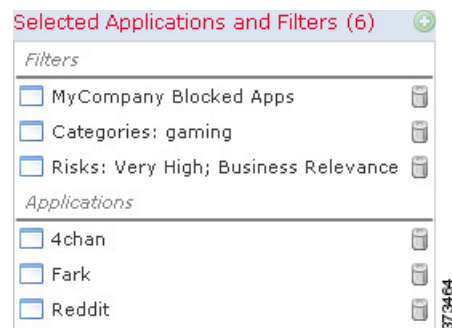 Selected Applications and Filters (6)
Filters
MyCompany Blocked Apps
Categories: gaming
Risks: Very High; Business Relevance
Applications
4chan
Fark
Reddit
373464